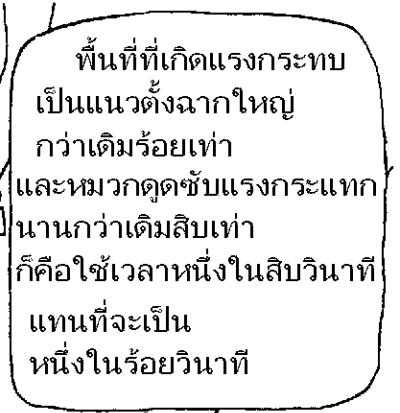 พื้นที่ที่เกิดแรงกระทบ
เป็นแนวตั้งฉากใหญ่
กว่าเดิมร้อยเท่า
และหมวกดูดซับแรงกระแทก
นานกว่าเดิมสิบเท่า
ก็คือใช้เวลาหนึ่งในสิบวินาที
แทนที่จะเป็น
หนึ่งในร้อยวินาที